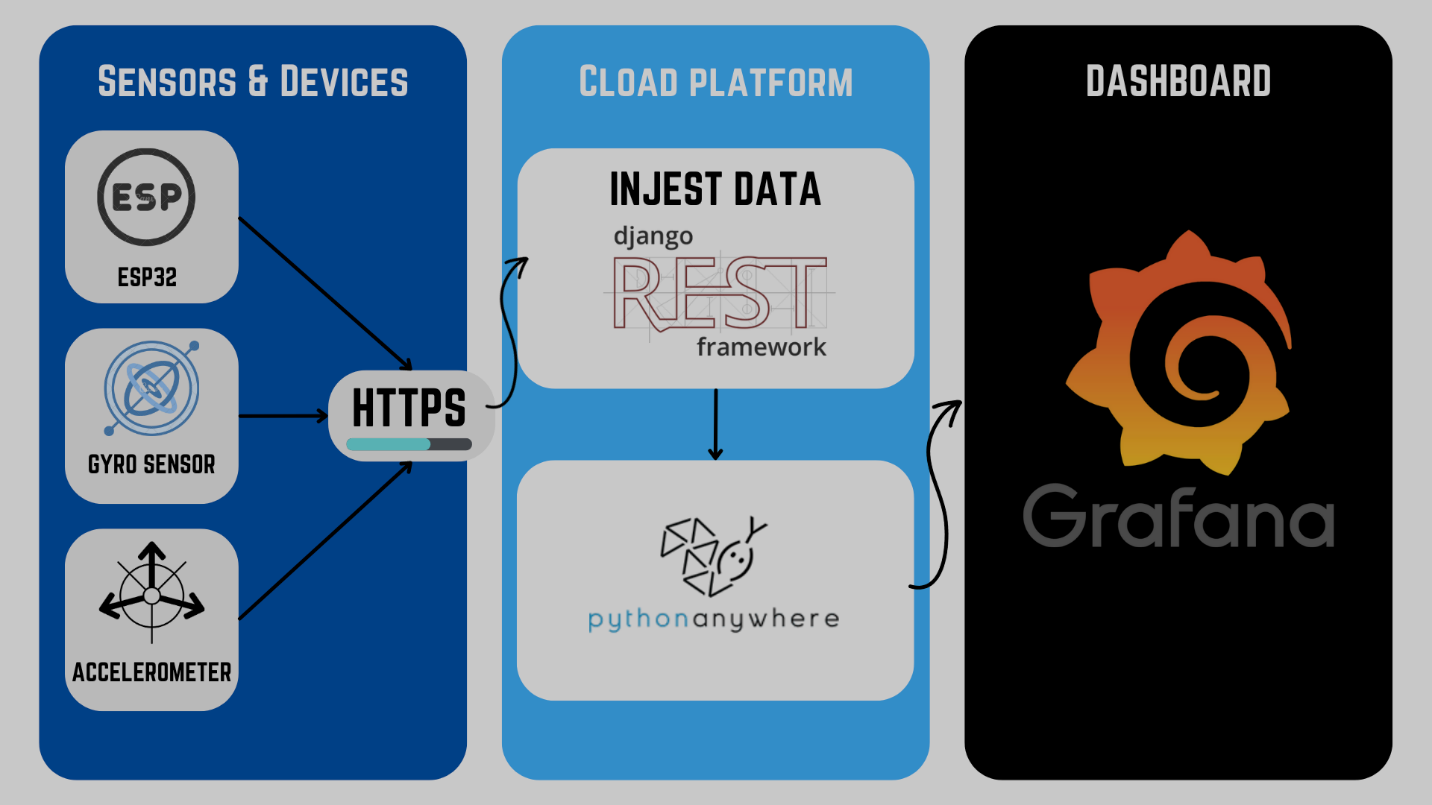 SENSORS & DEVICES
ESP
ESP32
GYRO SENSOR
ACCELEROMETER
HTTPS
CLOAD PLATFORM
INJEST DATA
django
REST
framework
pythonanywhere
DASHBOARD
Grafana